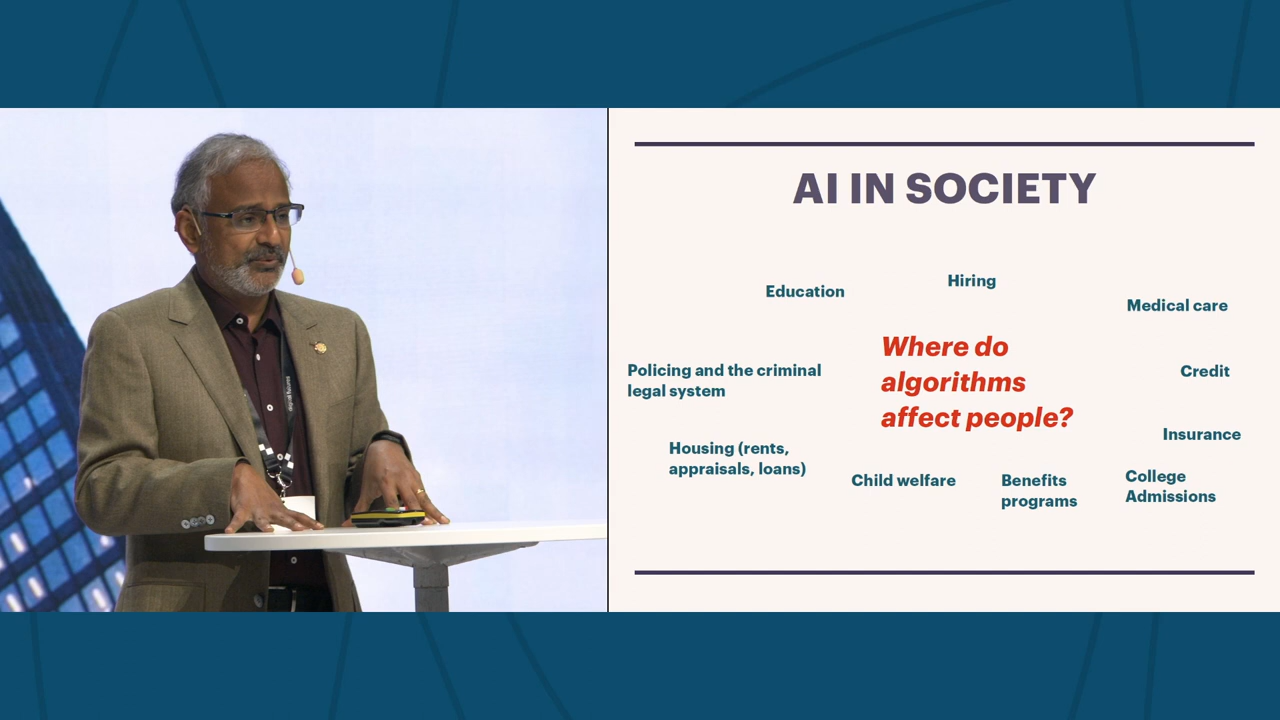 AI IN SOCIETY
Education
Hiring
Medical care
Where do
algorithms
affect people?
Policing and the criminal
legal system
Credit
Insurance
Housing (rents,
appraisals, loans)
Child welfare
Benefits
programs
College
Admissions